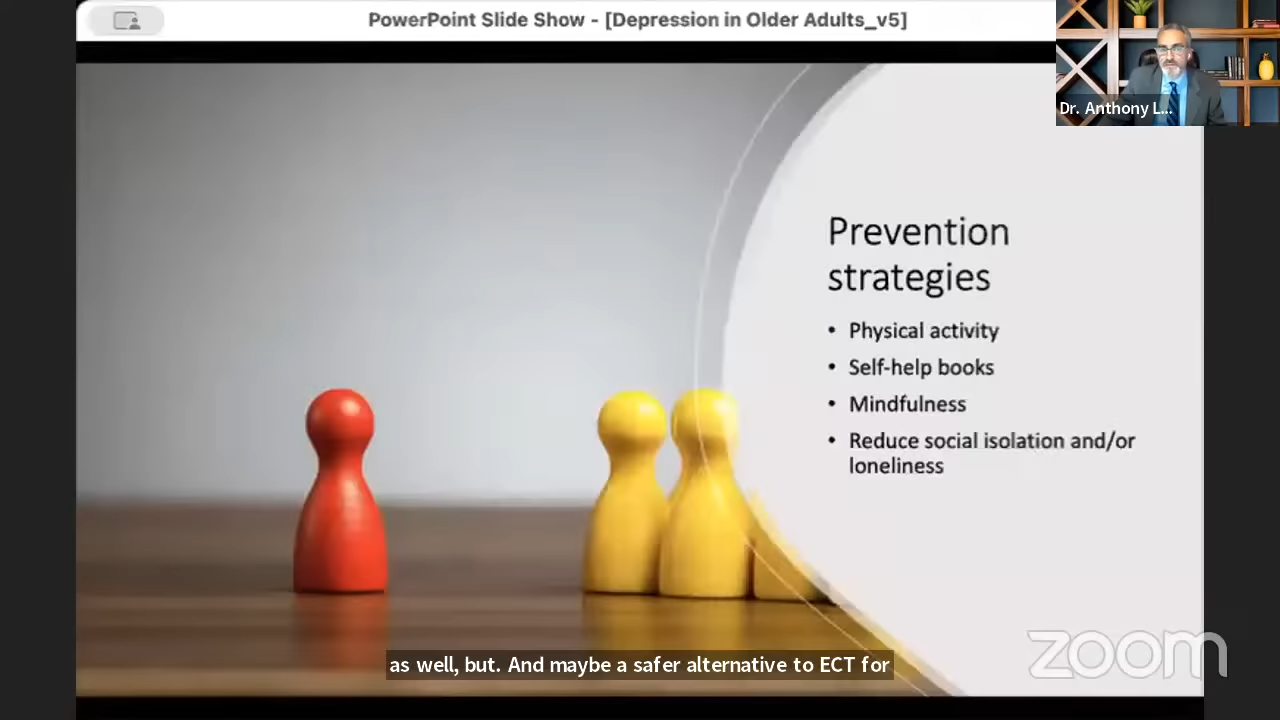 PowerPoint Slide Show - [Depression in Older Adults_v5]
Dr. Anthony L...
Prevention
strategies
• Physical activity
• Self-help books
• Mindfulness
• Reduce social isolation and/or
loneliness
as well, but. And maybe a safer alternative to ECT for
zoom